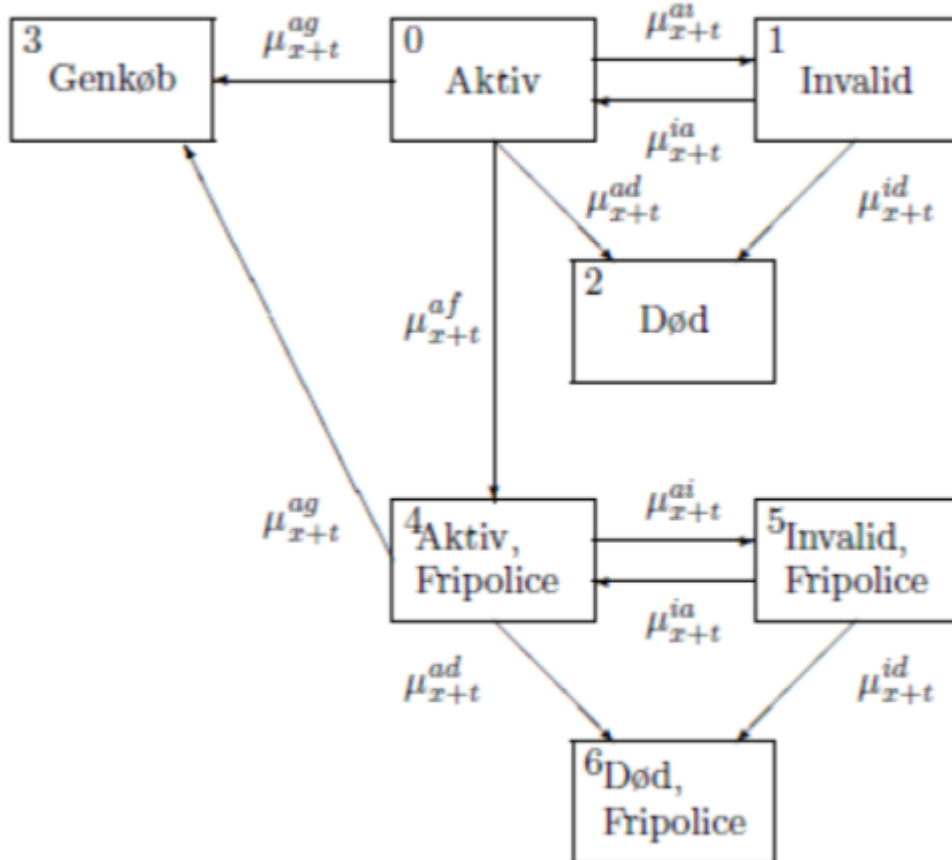 3
Genkøb
μ^{ag}_{x+t}
0
Aktiv
μ^{ai}_{x+t}
μ^{ia}_{x+t}
1
Invalid
μ^{ad}_{x+t}
μ^{id}_{x+t}
2
Død
μ^{af}_{x+t}
μ^{ag}_{x+t}
4
Aktiv,
Fripolice
μ^{ai}_{x+t}
μ^{ia}_{x+t}
5
Invalid,
Fripolice
μ^{ad}_{x+t}
μ^{id}_{x+t}
6
Død,
Fripolice